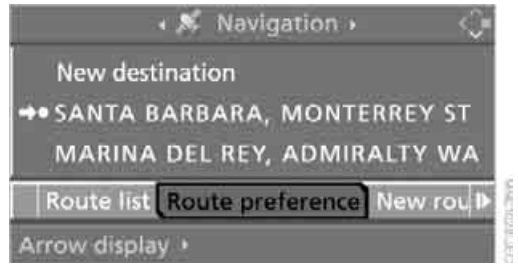 Navigation
New destination
SANTA BARBARA, MONTERREY ST
MARINA DEL REY, ADMIRALTY WA
Route list Route preference New rou
Arrow display